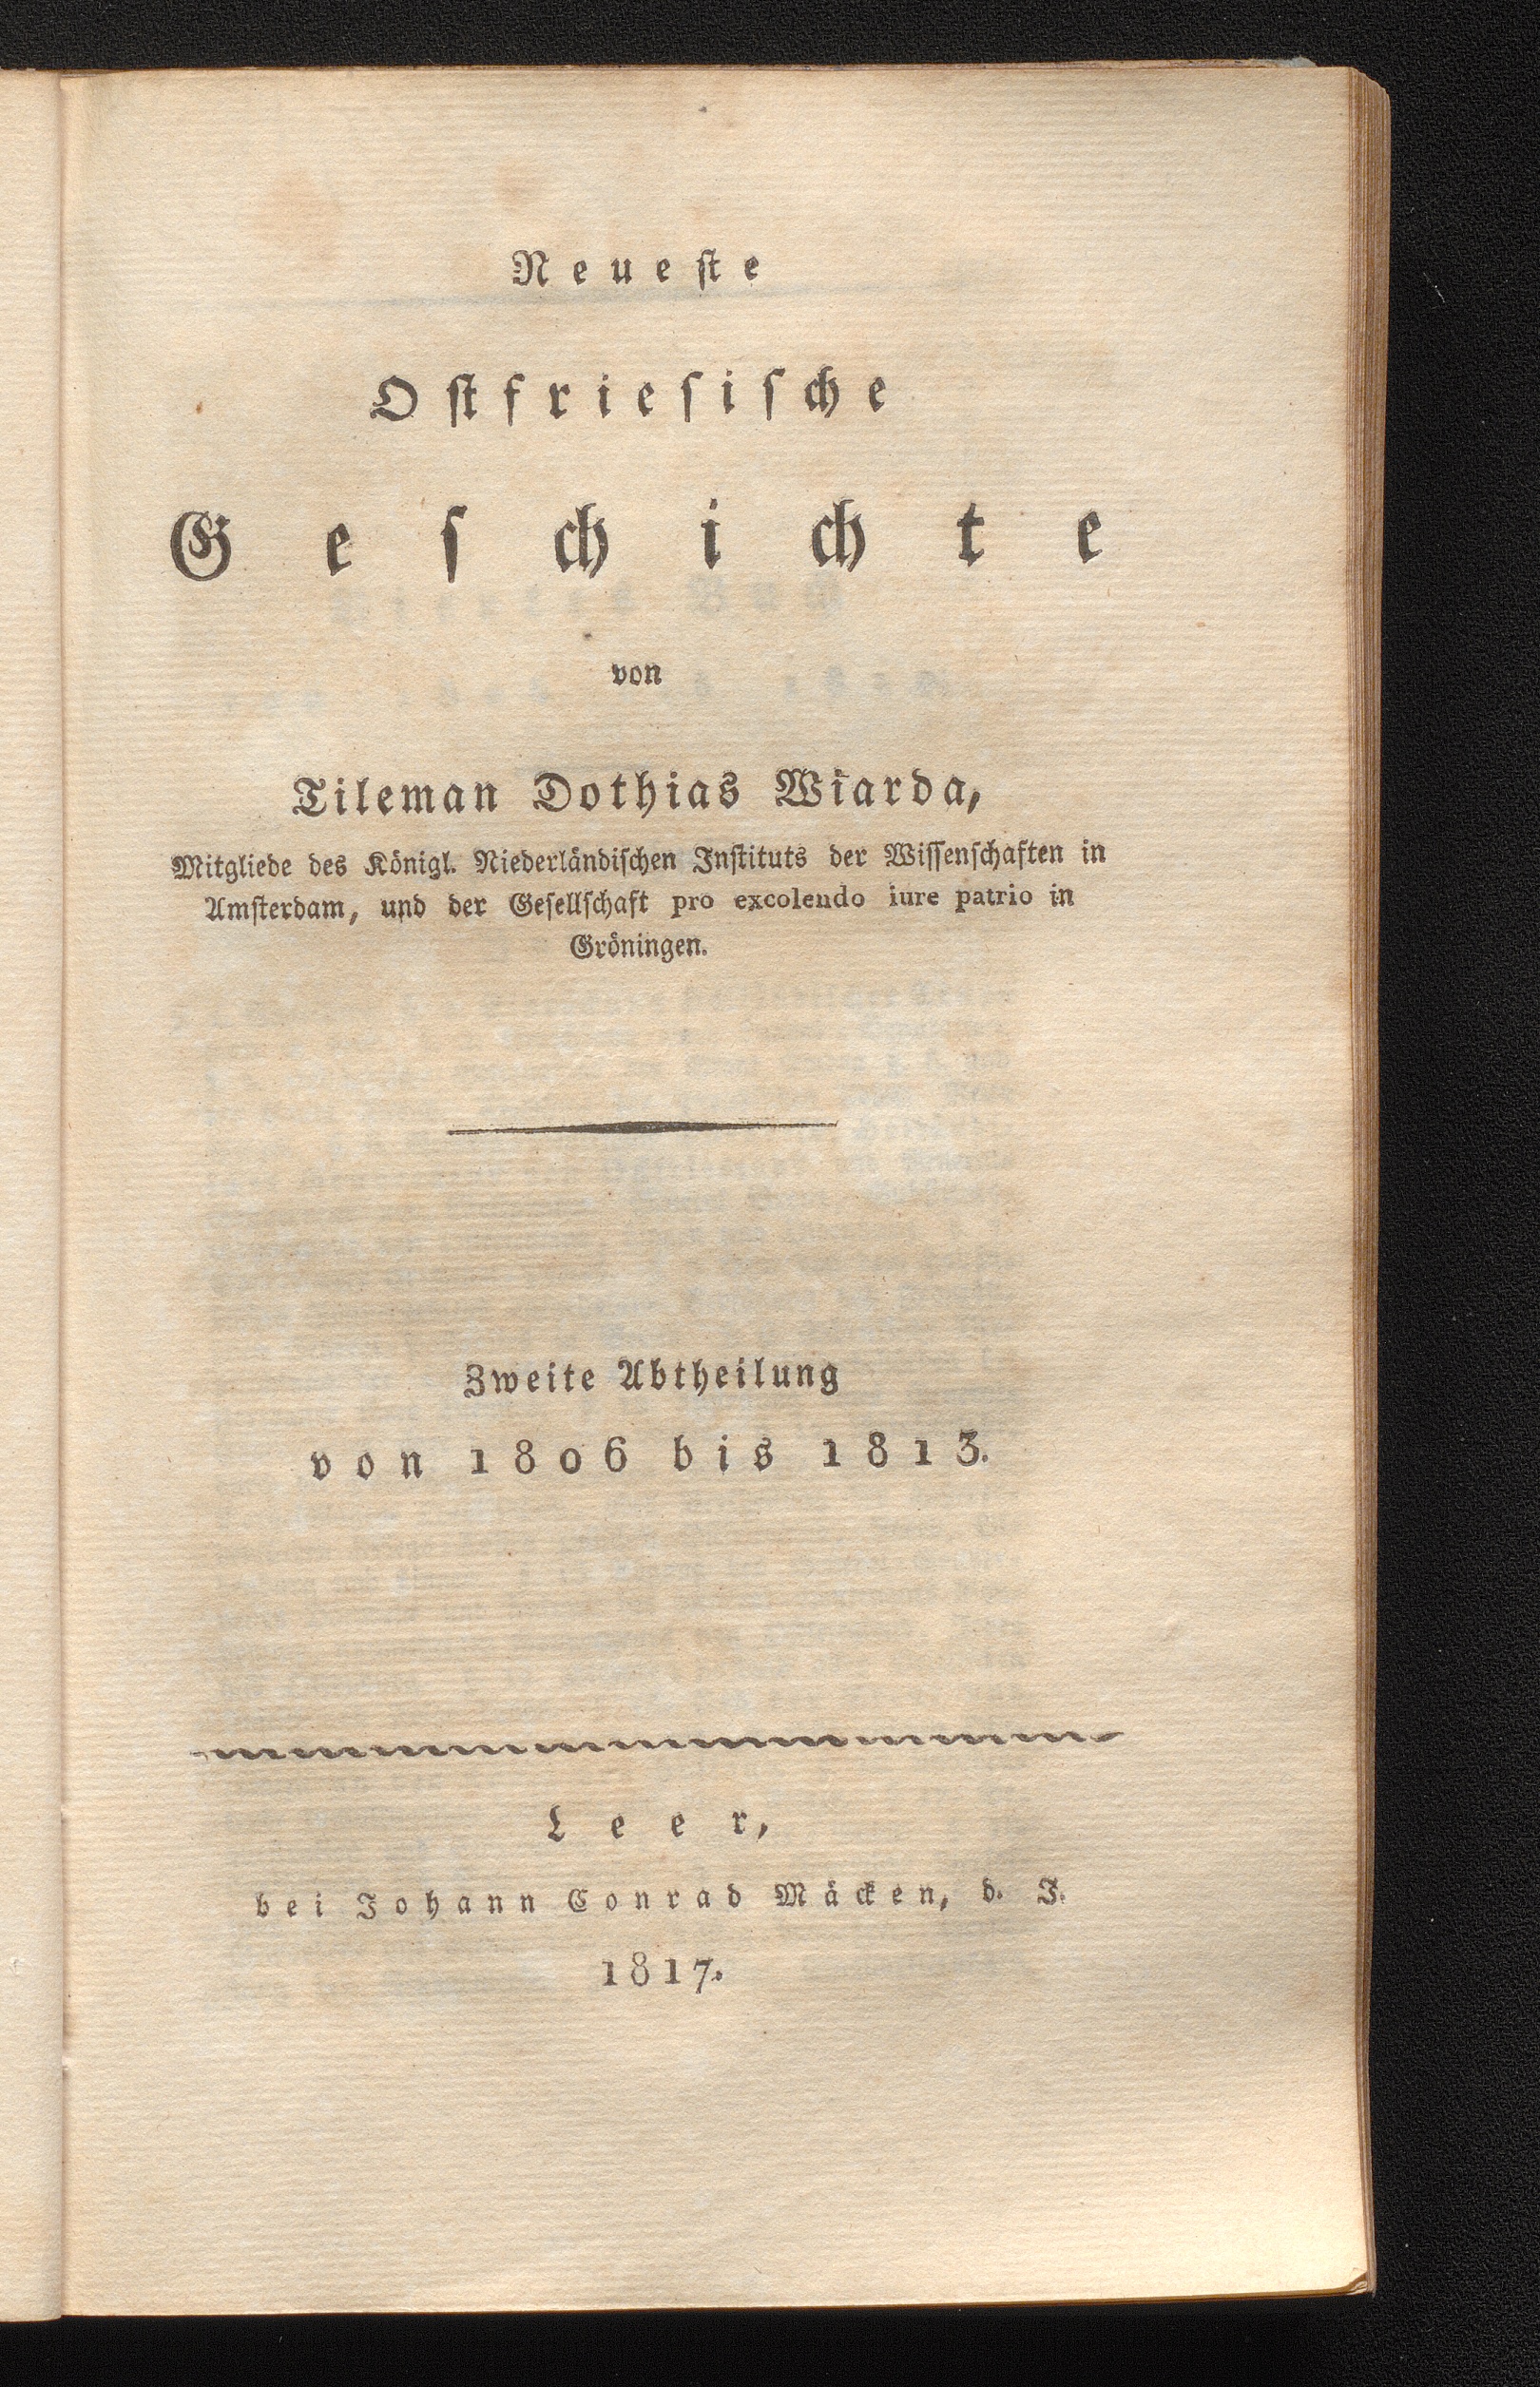 Neueste
Ostfriesische
Geschichte
von
Tileman Dothias Wiarda,
Mitgliede des Königl. Niederländischen Instituts der Wissenschaften in
Amsterdam, und der Gesellschaft pro excolendo iure patrio in
Gröningen.
Zweite Abtheilung
von 1806 bis 1813.
Leer,
bei Johann Conrad Mäcken, d. J.
1817.